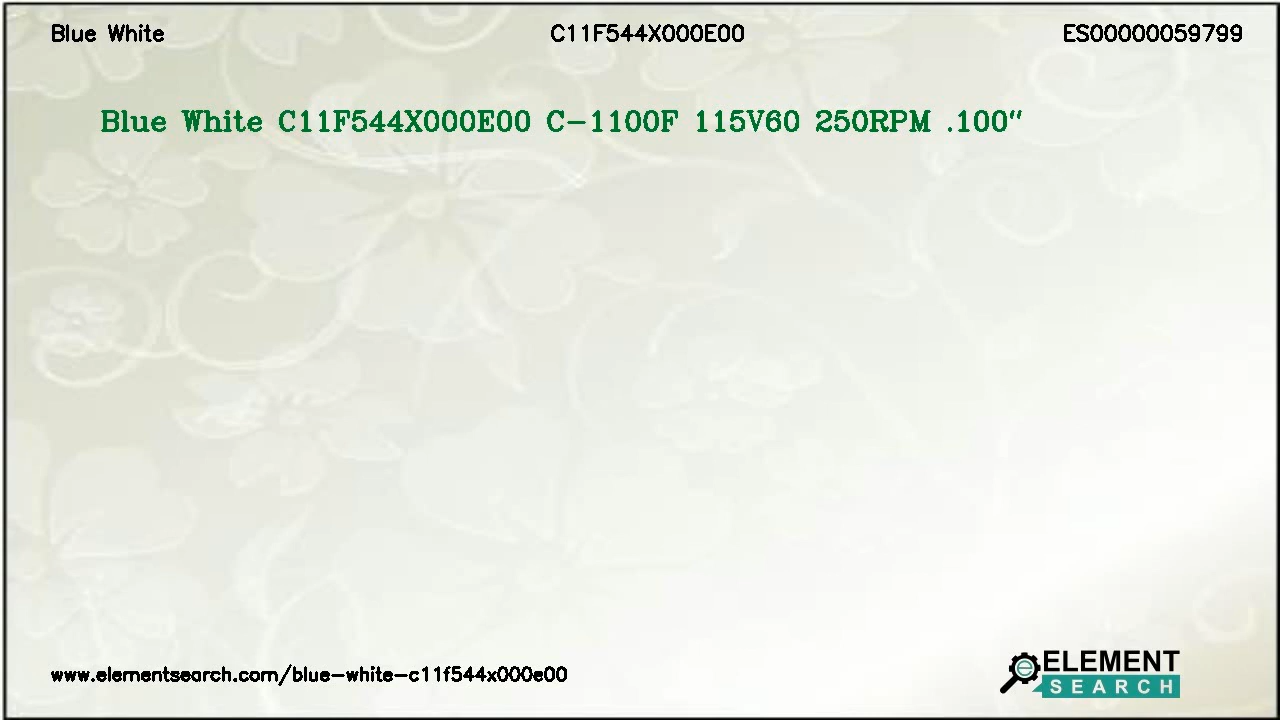 Blue White C11F544X000E00 ES00000059799
Blue White C11F544X000E00 C-1100F 115V60 250RPM .100"
www.elementsearch.com/blue-white-c11f544x000e00
e ELEMENT
SEARCH